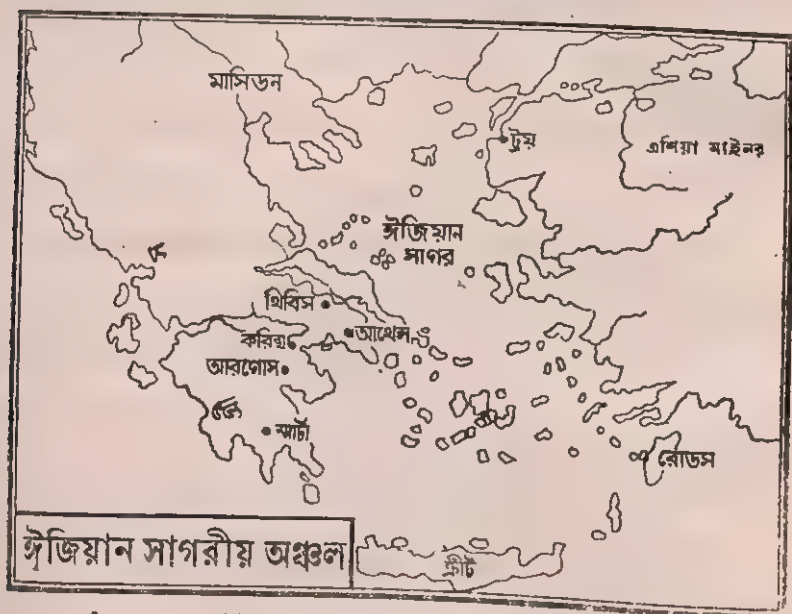 মাসিডন
ট্রয়
এশিয়া মাইনর
ঈজিয়ান
সাগর
থিবিস
আথেন্স
করিন্থ
আরগোস
স্পার্টা
রোডস
ঈজিয়ান সাগরীয় অঞ্চল
ক্রীট